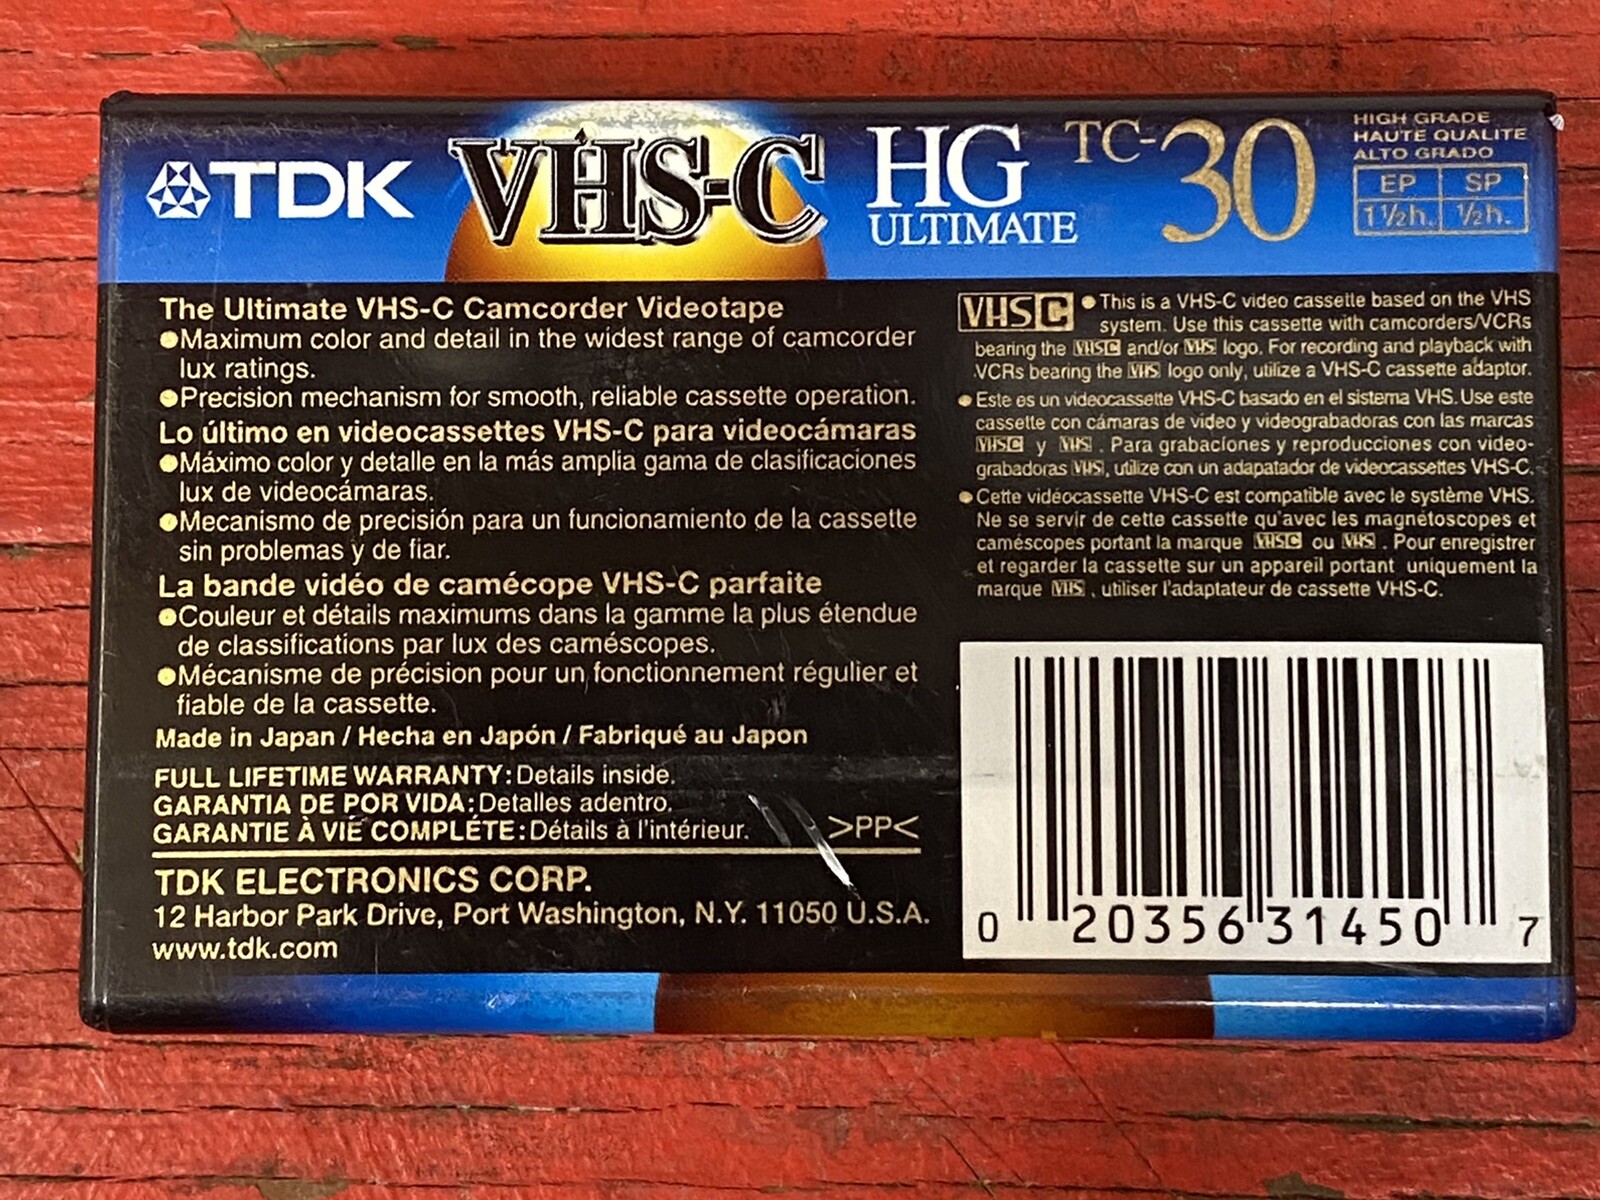 TDK VHS-C HG ULTIMATE TC-30
HIGH GRADE
HAUTE QUALITE
ALTO GRADO
EP SP
1½h. ½h.
The Ultimate VHS-C Camcorder Videotape
●Maximum color and detail in the widest range of camcorder
lux ratings.
●Precision mechanism for smooth, reliable cassette operation.
Lo último en videocassettes VHS-C para videocámaras
●Máximo color y detalle en la más amplia gama de clasificaciones
lux de videocámaras.
●Mecanismo de precisión para un funcionamiento de la cassette
sin problemas y de fiar.
La bande vidéo de camécope VHS-C parfaite
●Couleur et détails maximums dans la gamme la plus étendue
de classifications par lux des caméscopes.
●Mécanisme de précision pour un fonctionnement régulier et
fiable de la cassette.
Made in Japan / Hecha en Japón / Fabriqué au Japon
FULL LIFETIME WARRANTY: Details inside.
GARANTIA DE POR VIDA: Detalles adentro.
GARANTIE À VIE COMPLÉTE: Détails à l'intérieur.
>PP<
TDK ELECTRONICS CORP.
12 Harbor Park Drive, Port Washington, N.Y. 11050 U.S.A.
www.tdk.com
VHSC ● This is a VHS-C video cassette based on the VHS
system. Use this cassette with camcorders/VCRs
bearing the VHSC and/or VHS logo. For recording and playback with
VCRs bearing the VHS logo only, utilize a VHS-C cassette adaptor.
● Este es un videocassette VHS-C basado en el sistema VHS. Use este
cassette con cámaras de video y videograbadoras con las marcas
VHSC y VHS. Para grabaciones y reproducciones con video-
grabadoras VHS, utilize con un adapatador de videocassettes VHS-C.
● Cette vidéocassette VHS-C est compatible avec le système VHS.
Ne se servir de cette cassette qu'avec les magnétoscopes et
caméscopes portant la marque VHSC ou VHS. Pour enregistrer
et regarder la cassette sur un appareil portant uniquement la
marque VHS, utiliser l'adaptateur de cassette VHS-C.
0 20356 31450 7